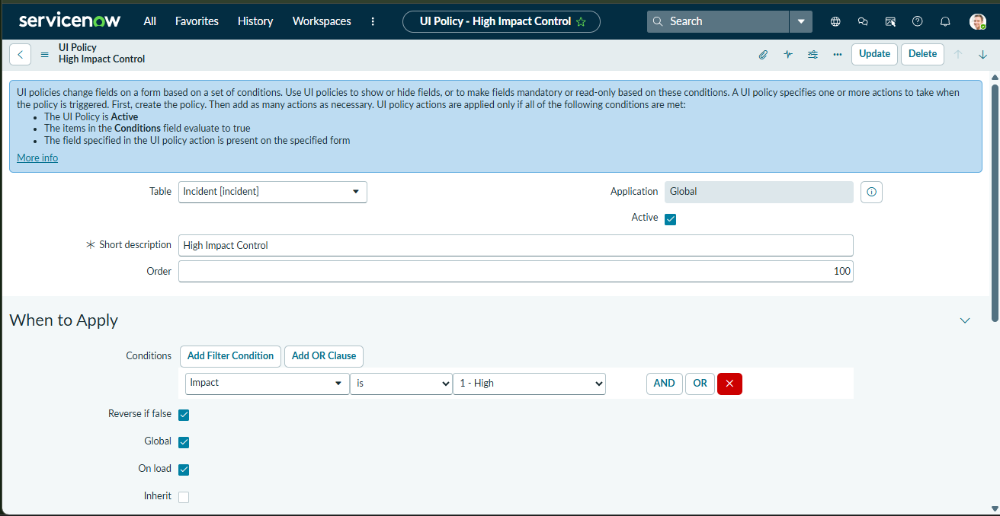 servicenow All Favorites History Workspaces UI Policy - High Impact Control Search
UI Policy
High Impact Control
Update Delete
UI policies change fields on a form based on a set of conditions. Use UI policies to show or hide fields, or to make fields mandatory or read-only based on these conditions. A UI policy specifies one or more actions to take when
the policy is triggered. First, create the policy. Then add as many actions as necessary. UI policy actions are applied only if all of the following conditions are met:
• The UI Policy is Active
• The items in the Conditions field evaluate to true
• The field specified in the UI policy action is present on the specified form
More info
Table Incident [incident] Application Global
Active
Short description High Impact Control
Order 100
When to Apply
Conditions Add Filter Condition Add OR Clause
Impact is 1 - High AND OR
Reverse if false
Global
On load
Inherit